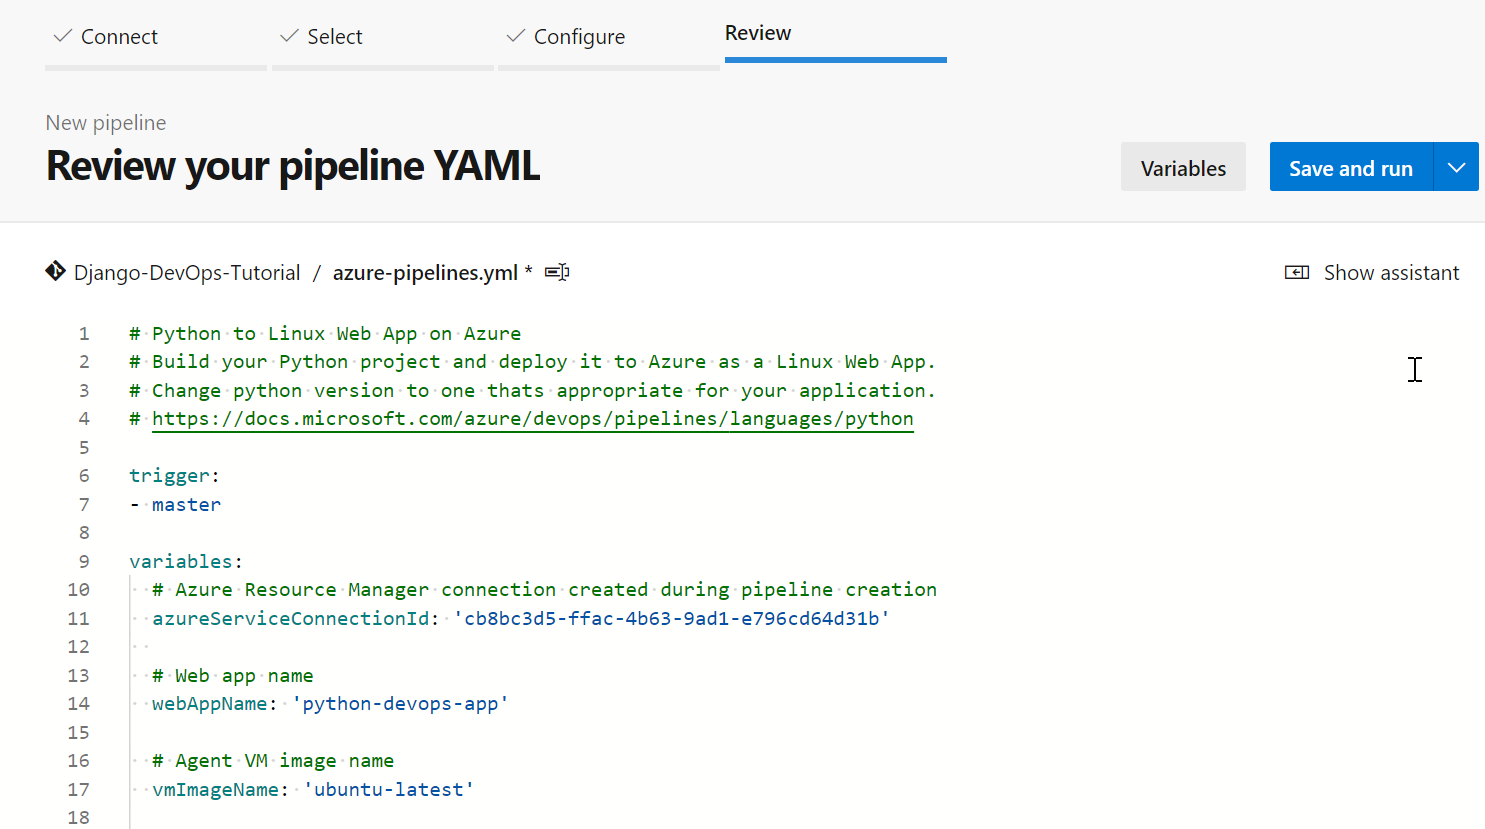 Connect Select Configure Review
New pipeline
Review your pipeline YAML
Variables Save and run
Django-DevOps-Tutorial / azure-pipelines.yml * Show assistant
1 # Python to Linux Web App on Azure
2 # Build your Python project and deploy it to Azure as a Linux Web App.
3 # Change python version to one thats appropriate for your application.
4 # https://docs.microsoft.com/azure/devops/pipelines/languages/python
5
6 trigger:
7 - master
8
9 variables:
10 # Azure Resource Manager connection created during pipeline creation
11 azureServiceConnectionId: 'cb8bc3d5-ffac-4b63-9ad1-e796cd64d31b'
12
13 # Web app name
14 webAppName: 'python-devops-app'
15
16 # Agent VM image name
17 vmImageName: 'ubuntu-latest'
18